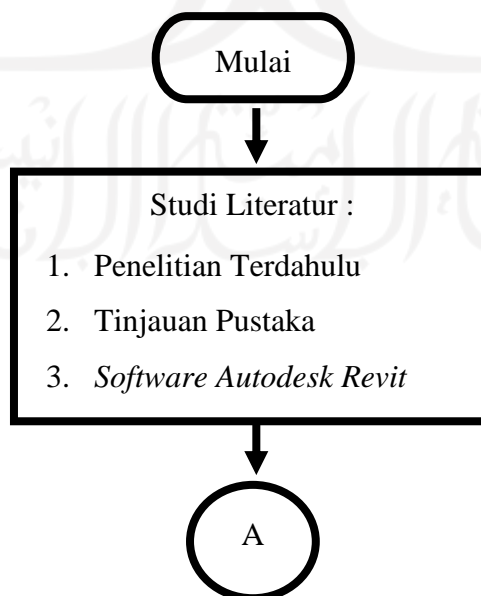 Mulai
Studi Literatur :
1. Penelitian Terdahulu
2. Tinjauan Pustaka
3. Software Autodesk Revit
A